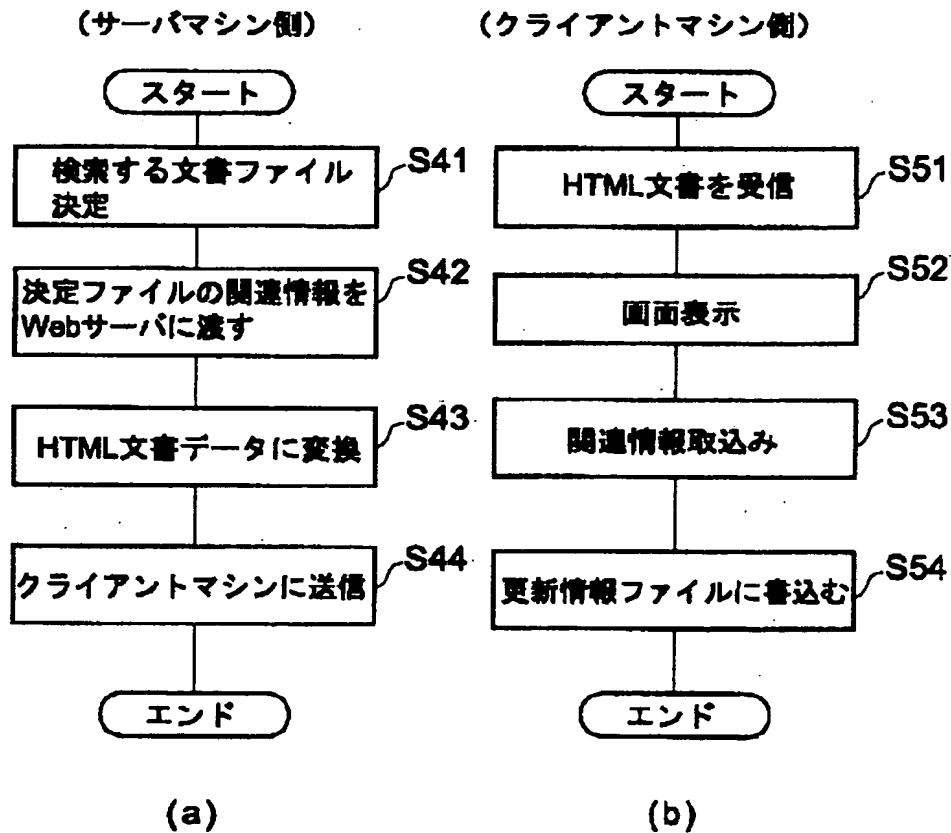 (サーバマシン側)
スタート
検索する文書ファイル
決定
S41
決定ファイルの関連情報を
Webサーバに渡す
S42
HTML文書データに変換
S43
クライアントマシンに送信
S44
エンド
(a)
(クライアントマシン側)
スタート
HTML文書を受信
S51
画面表示
S52
関連情報取込み
S53
更新情報ファイルに書込む
S54
エンド
(b)